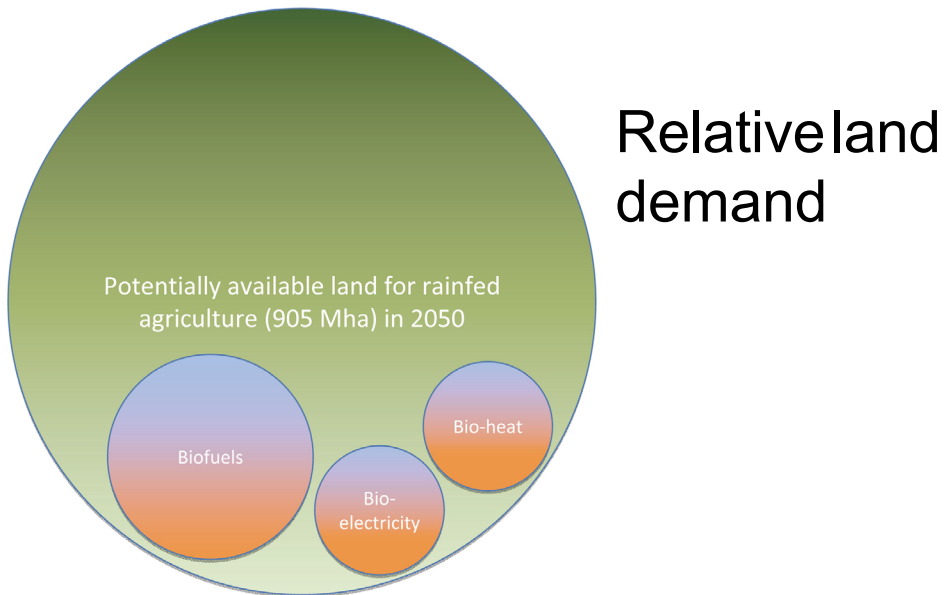 Relative land
demand
Potentially available land for rainfed
agriculture (905 Mha) in 2050
Biofuels
Bio-heat
Bio-
electricity